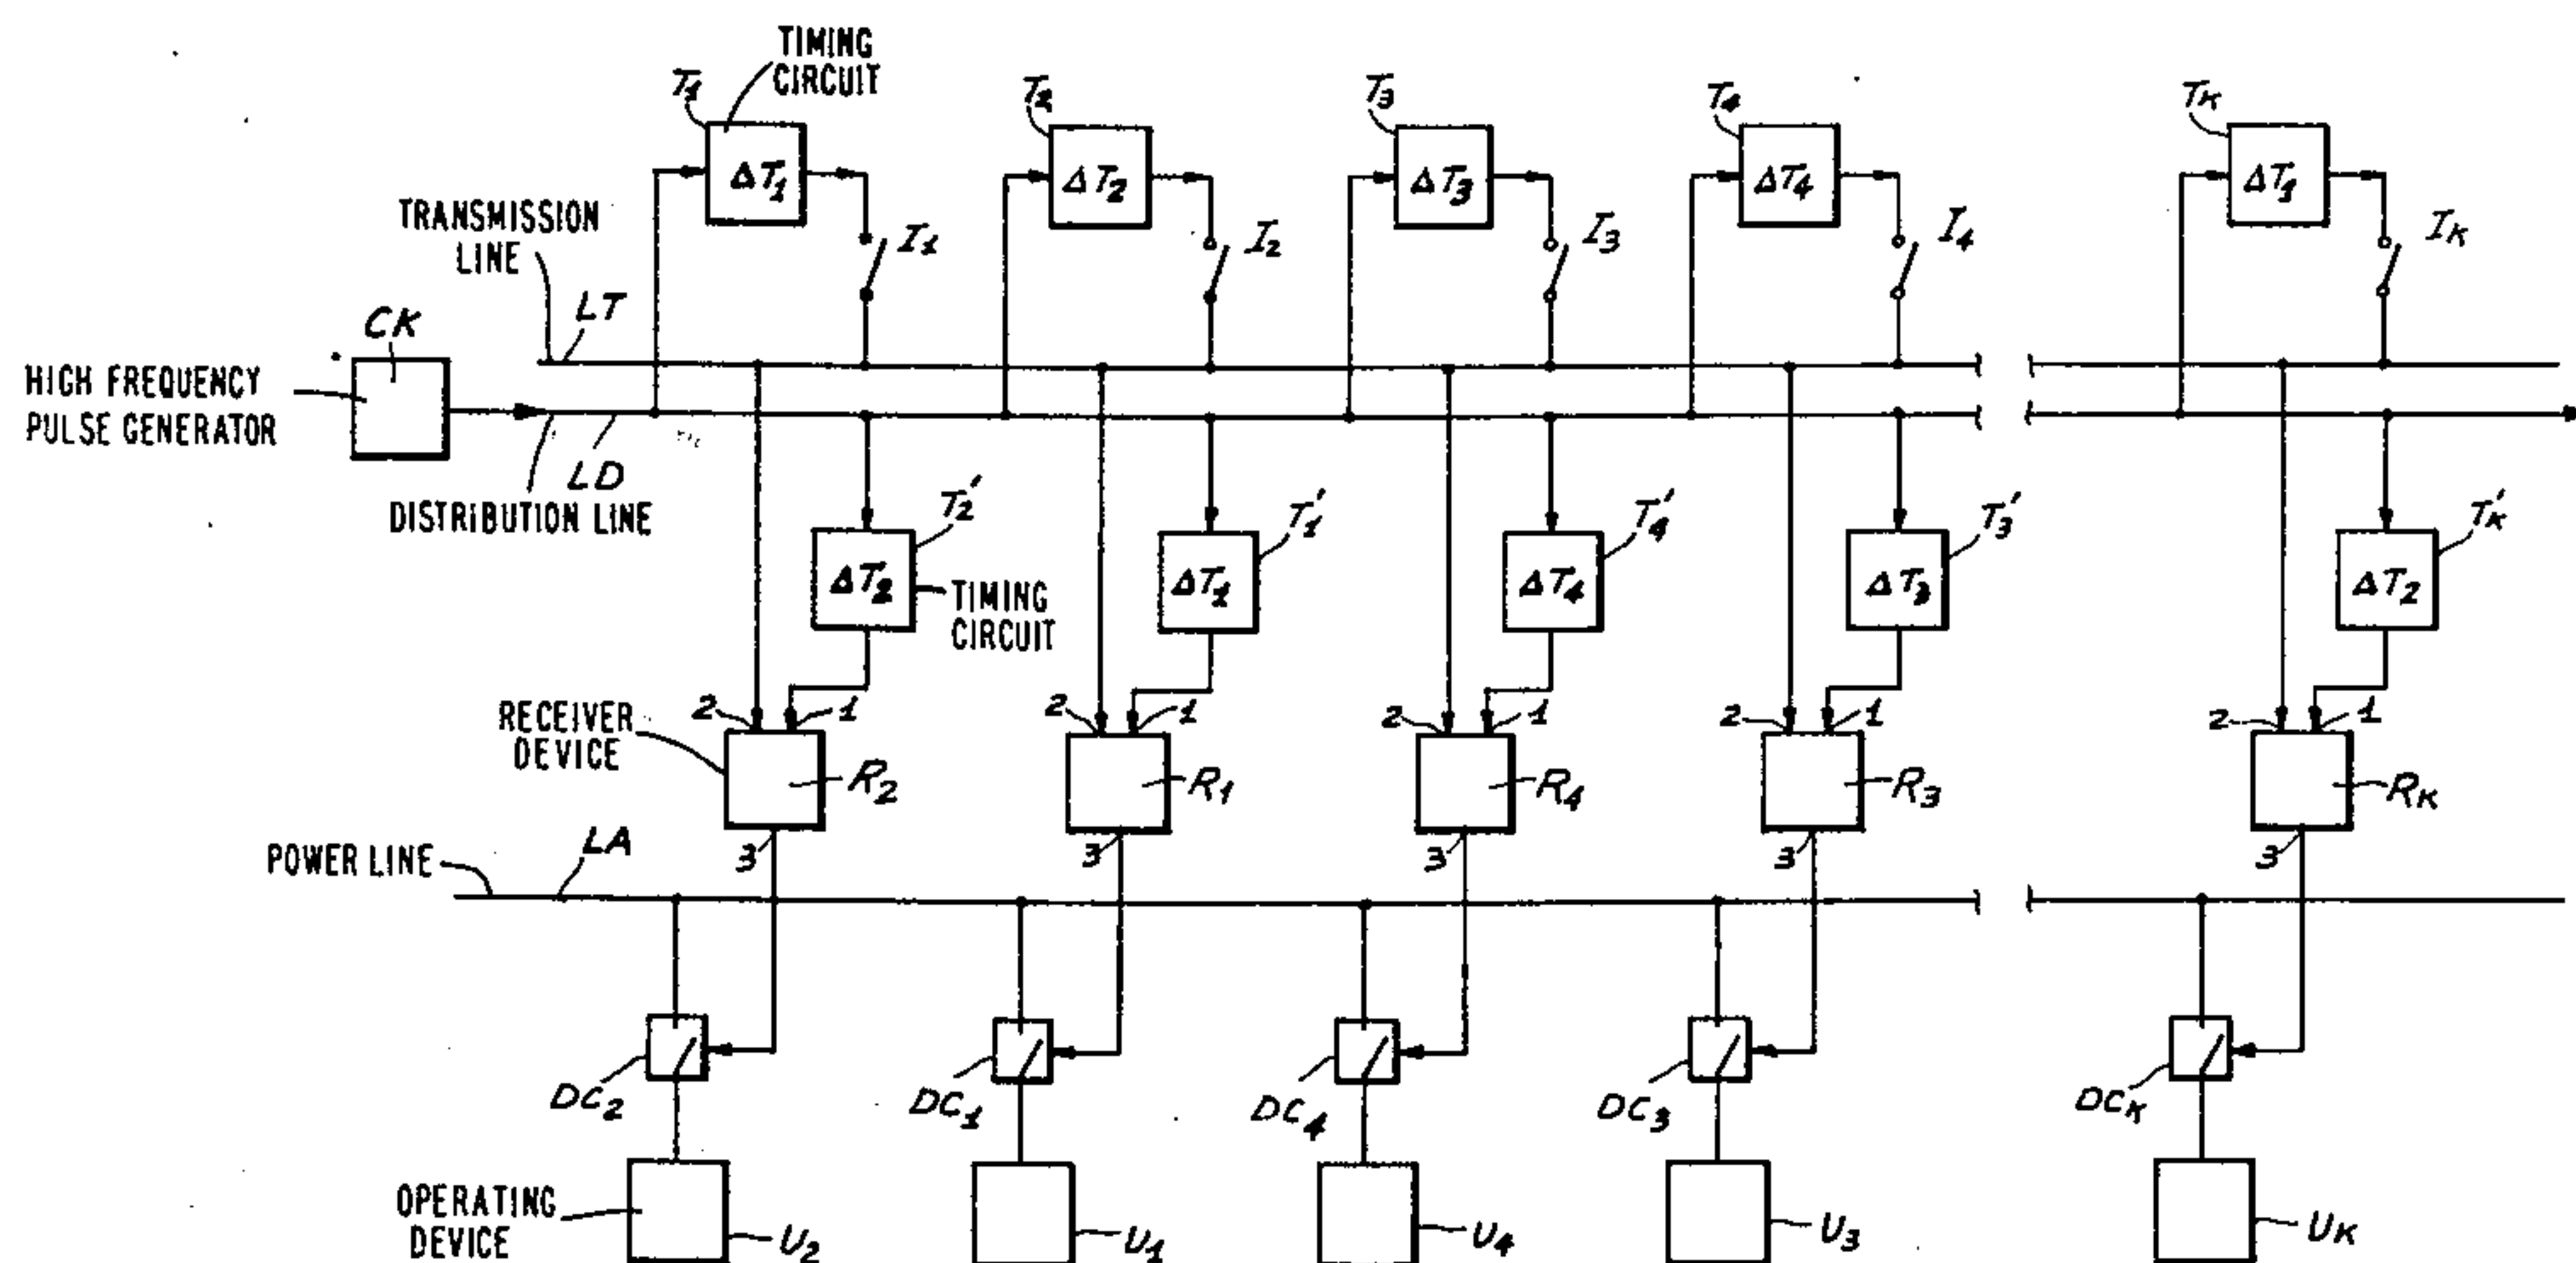 TIMING
CIRCUIT
T1
T2
T3
T4
TK
ΔT1
ΔT2
ΔT3
ΔT4
ΔT1
TRANSMISSION
LINE
I1
I2
I3
I4
IK
LT
CK
HIGH FREQUENCY
PULSE GENERATOR
LD
DISTRIBUTION LINE
T2'
T1'
T4'
T3'
TK'
ΔT2
ΔT1
ΔT4
ΔT3
ΔT2
TIMING
CIRCUIT
RECEIVER
DEVICE
2 1
2 1
2 1
2 1
2 1
R2
R1
R4
R3
RK
3
3
3
3
3
POWER LINE
LA
DC2
DC1
DC4
DC3
DCK
OPERATING
DEVICE
U2
U1
U4
U3
UK